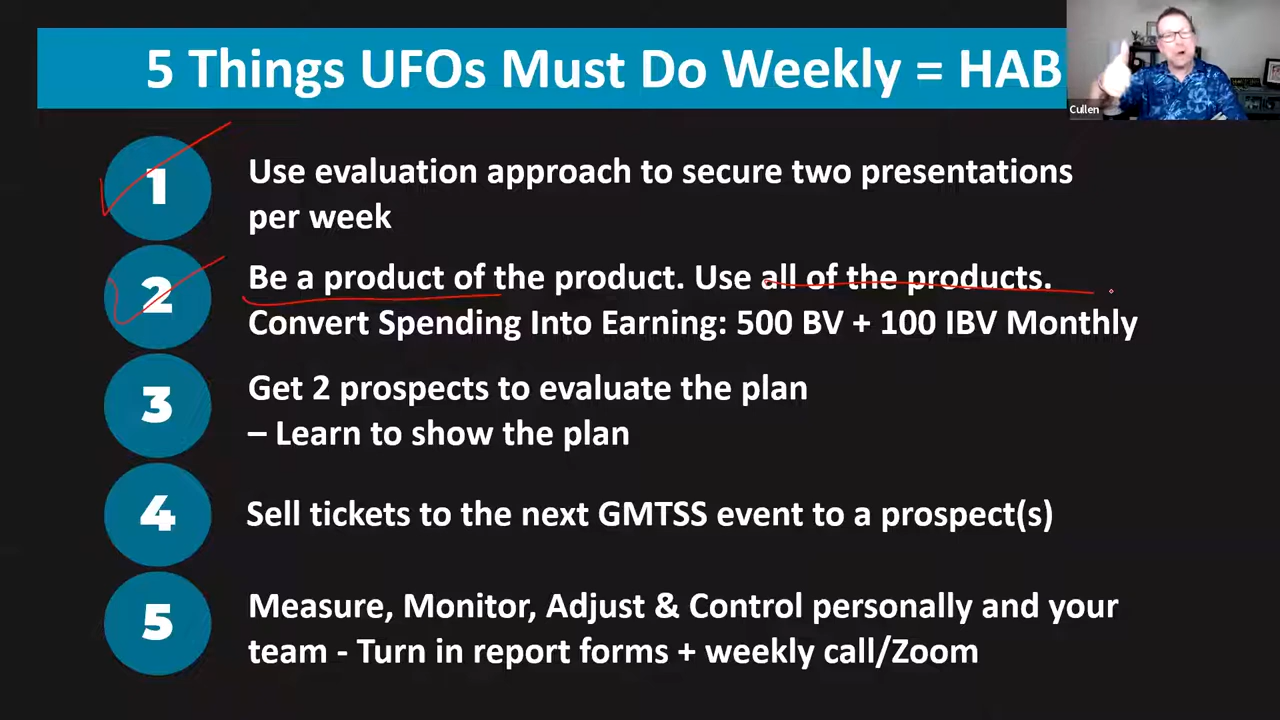 5 Things UFOs Must Do Weekly = HAB
Cullen
1
Use evaluation approach to secure two presentations
per week
2
Be a product of the product. Use all of the products.
Convert Spending Into Earning: 500 BV + 100 IBV Monthly
3
Get 2 prospects to evaluate the plan
– Learn to show the plan
4
Sell tickets to the next GMTSS event to a prospect(s)
5
Measure, Monitor, Adjust & Control personally and your
team - Turn in report forms + weekly call/Zoom